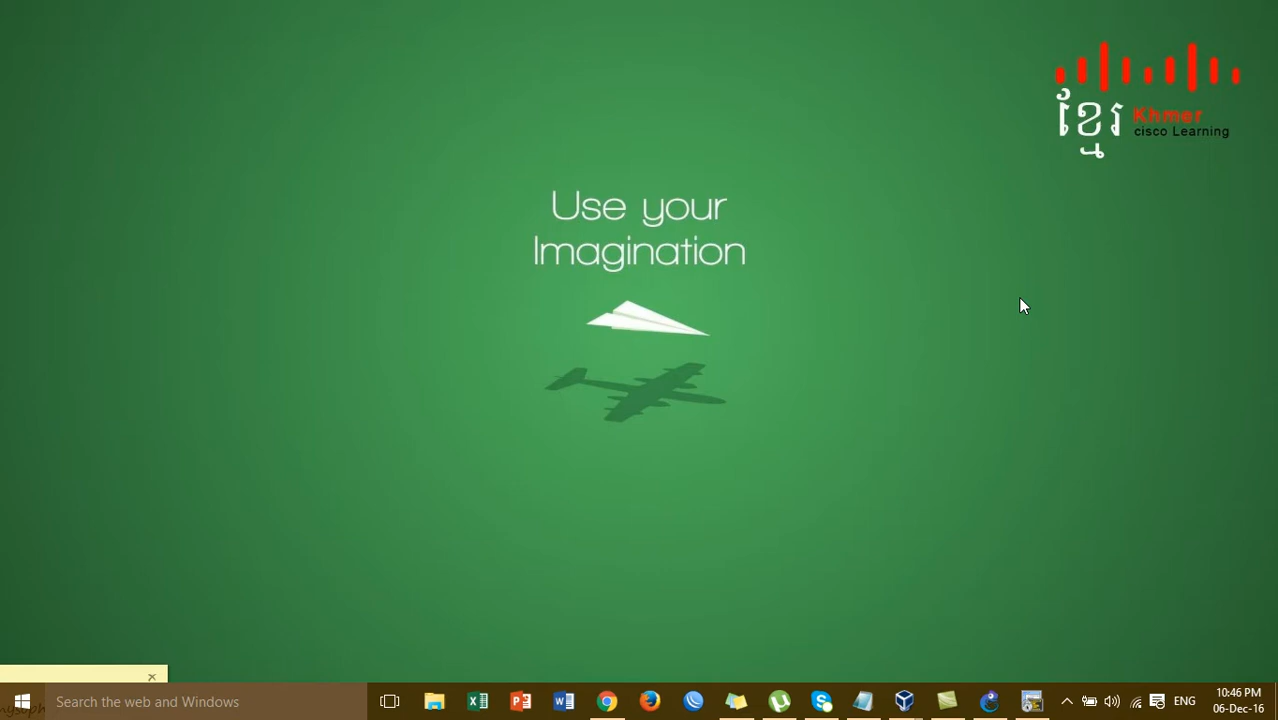 ខ្មែរ
Khmer
cisco Learning
Use your
Imagination
Search the web and Windows
ENG
10:46 PM
06-Dec-16